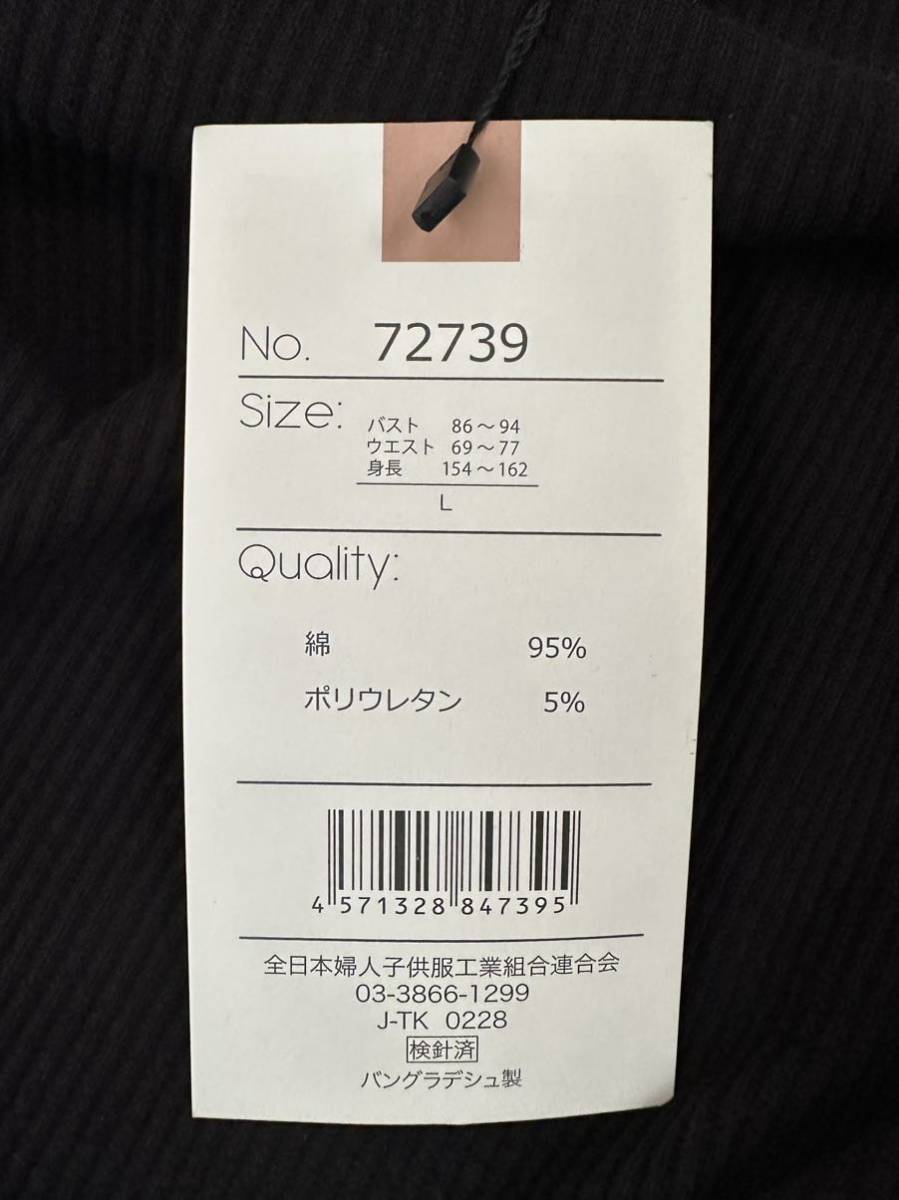 No. 72739
Size:
バスト 86～94
ウエスト 69～77
身長 154～162
L
Quality:
綿 95%
ポリウレタン 5%
4 571328 847395
全日本婦人子供服工業組合連合会
03-3866-1299
J-TK 0228
検針済
バングラデシュ製